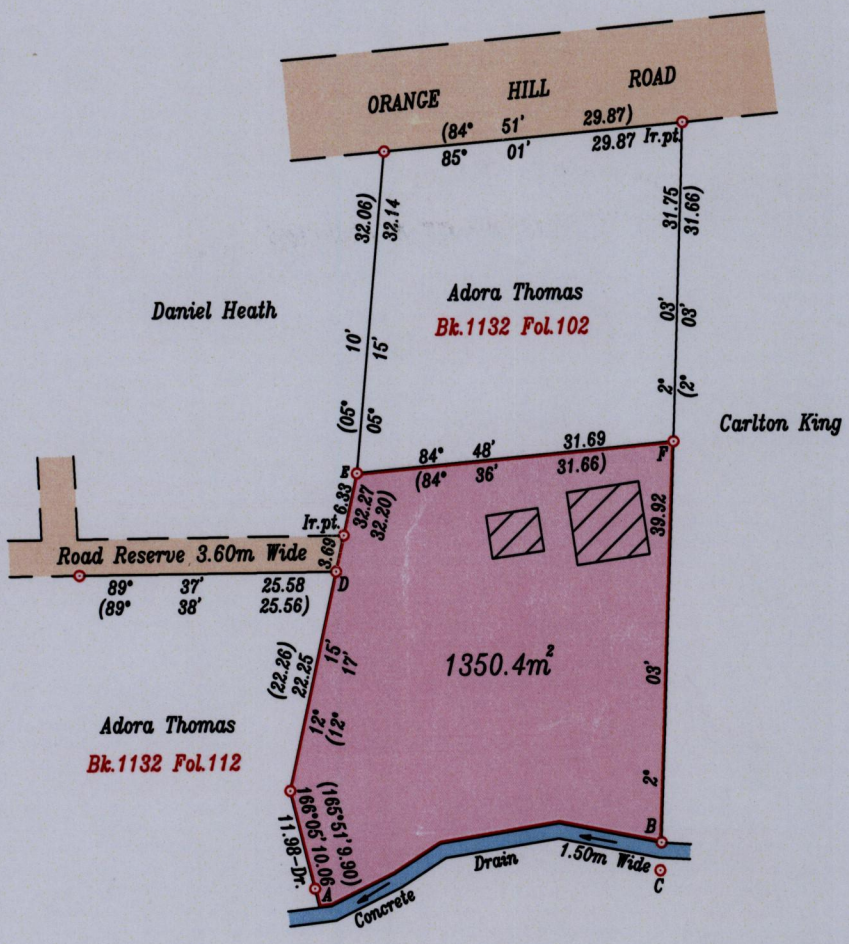 ORANGE HILL ROAD
(84° 51' 29.87)
85° 01' 29.87 Ir.pt.
32.06)
32.14
10'
15'
(05°
05°
31.75
31.66)
03'
03'
2°
(2°
Daniel Heath
Adora Thomas
Bk.1132 Fol.102
Carlton King
E
84° 48' 31.69
(84° 36' 31.66)
F
6.33
32.27
32.20)
Ir.pt.
3.69
39.92
Road Reserve 3.60m Wide
D
89° 37' 25.58
(89° 38' 25.56)
(22.26)
22.25
15'
17'
12°
(12°
1350.4m²
03'
2°
Adora Thomas
Bk.1132 Fol.112
(165°51' 9.90)
166°05' 10.06
11.98-Dr.
A
B
C
Concrete Drain 1.50m Wide